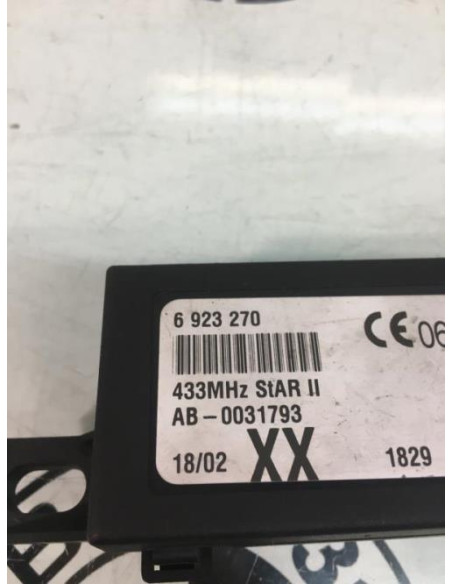 6 923 270
CE 06
433MHz StAR II
AB-0031793
18/02 XX 1829